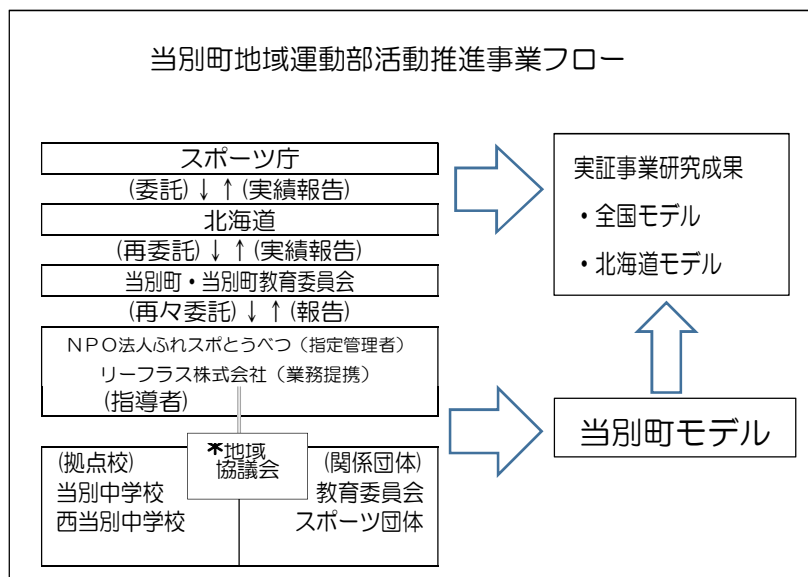 当別町地域運動部活動推進事業フロー
スポーツ庁
(委託) ↓ ↑ (実績報告)
北海道
(再委託) ↓ ↑ (実績報告)
当別町・当別町教育委員会
(再々委託) ↓ ↑ (報告)
ＮＰＯ法人ふれスポとうべつ（指定管理者）
リーフラス株式会社（業務提携）
(指導者)
*地域
協議会
(拠点校)
当別中学校
西当別中学校
(関係団体)
教育委員会
スポーツ団体
実証事業研究成果
・全国モデル
・北海道モデル
当別町モデル